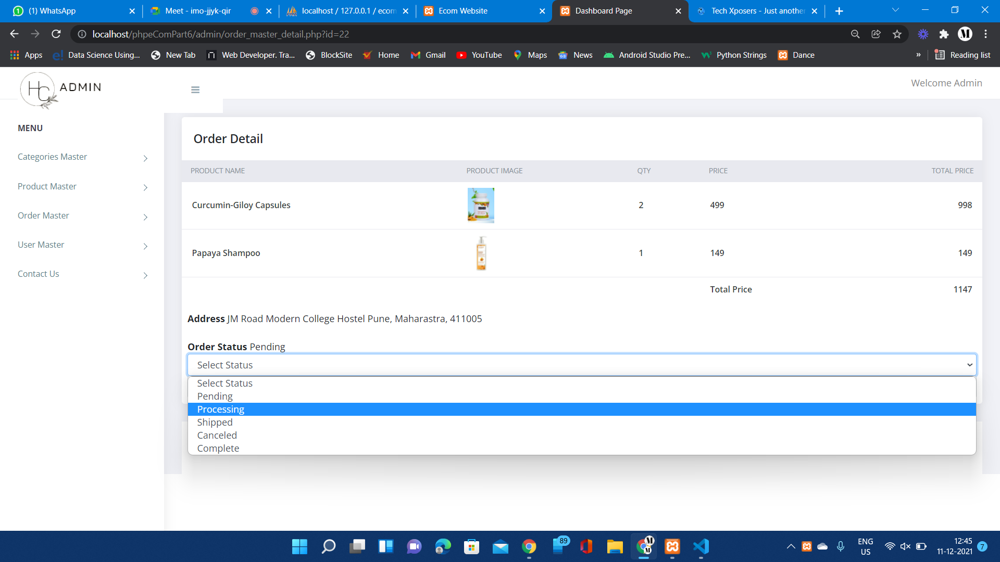 (1) WhatsApp
Meet - imo-jjyk-qir
localhost / 127.0.0.1 / ecom
Ecom Website
Dashboard Page
Tech Xposers - Just another
localhost/phpeComPart6/admin/order_master_detail.php?id=22
Apps
Data Science Using...
New Tab
Web Developer. Tra...
BlockSite
Home
Gmail
YouTube
Maps
News
Android Studio Pre...
Python Strings
Dance
»
Reading list
HC ADMIN
Welcome Admin
MENU
Categories Master
Product Master
Order Master
User Master
Contact Us
Order Detail
PRODUCT NAME PRODUCT IMAGE QTY PRICE TOTAL PRICE
Curcumin-Giloy Capsules 2 499 998
Papaya Shampoo 1 149 149
Total Price 1147
Address JM Road Modern College Hostel Pune, Maharastra, 411005
Order Status Pending
Select Status
Select Status
Pending
Processing
Shipped
Canceled
Complete
89
ENG
US
12:45
11-12-2021
7